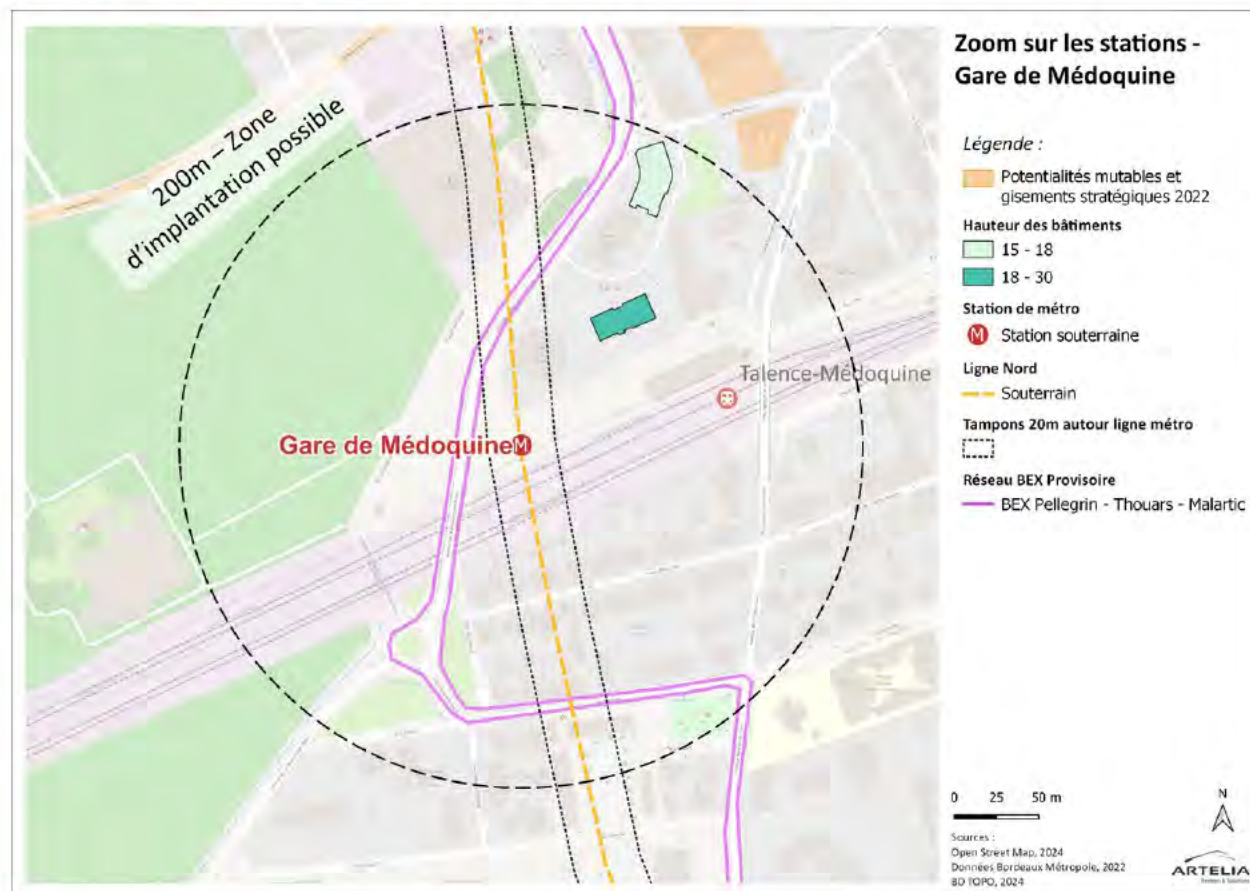 Zoom sur les stations -
Gare de Médoquine
200m – Zone
d'implantation possible
Talence-Médoquine
Gare de Médoquine M
Légende :
Potentialités mutables et
gisements stratégiques 2022
Hauteur des bâtiments
15 - 18
18 - 30
Station de métro
M Station souterraine
Ligne Nord
Souterrain
Tampons 20m autour ligne métro
Réseau BEX Provisoire
BEX Pellegrin - Thouars - Malartic
0 25 50 m
N
Sources :
Open Street Map, 2024
Données Bordeaux Métropole, 2022
BD TOPO, 2024
ARTELIA